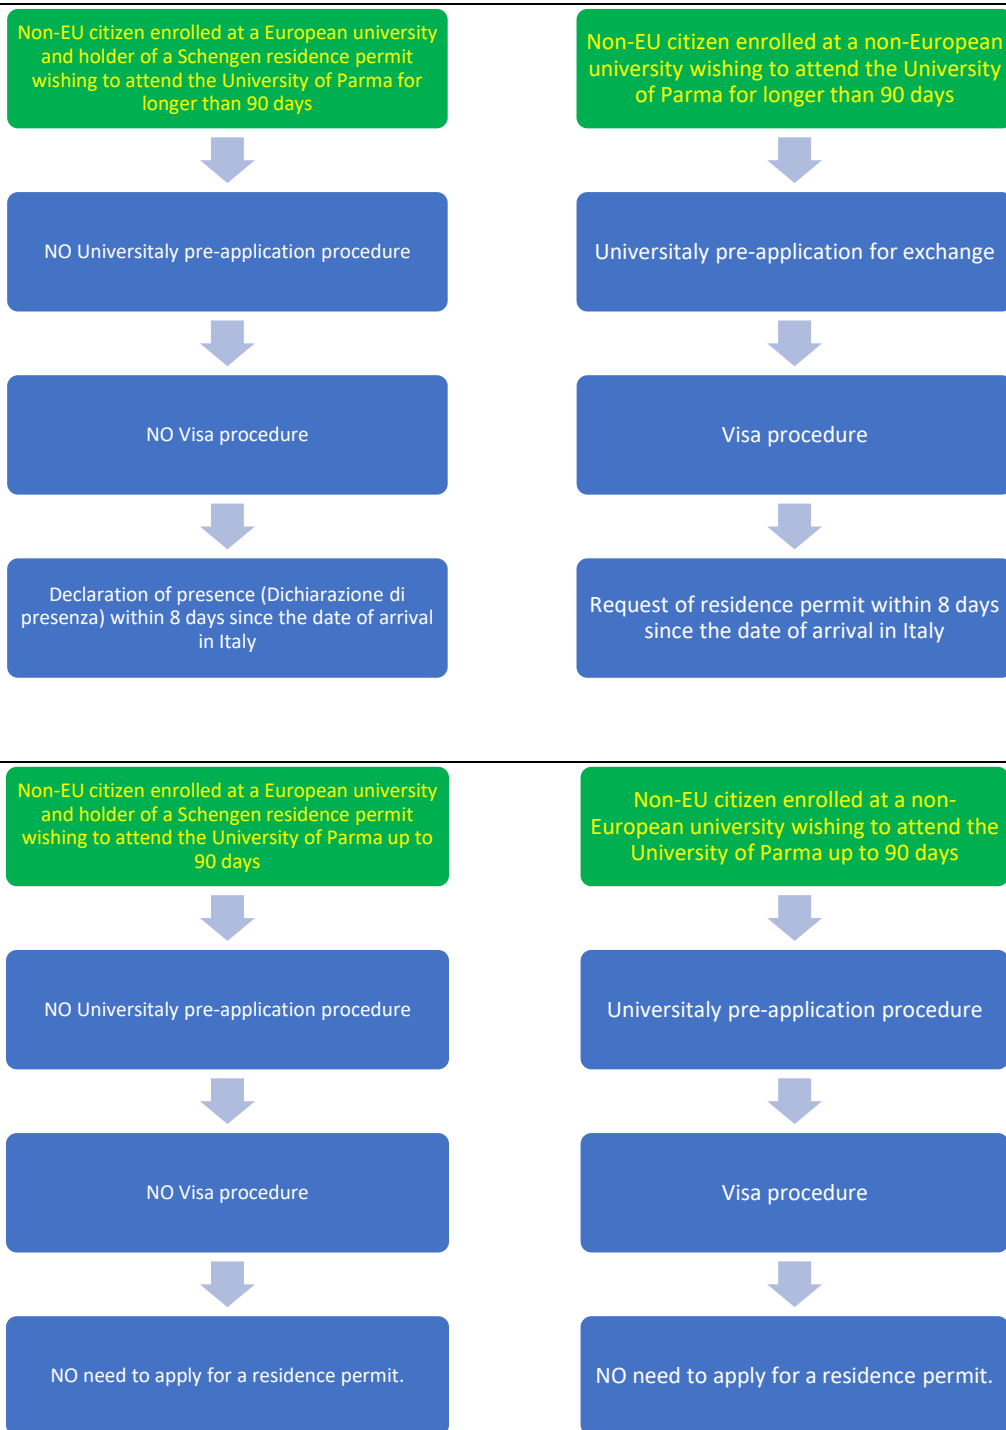 Non-EU citizen enrolled at a European university
and holder of a Schengen residence permit
wishing to attend the University of Parma for
longer than 90 days
NO Universitaly pre-application procedure
NO Visa procedure
Declaration of presence (Dichiarazione di
presenza) within 8 days since the date of arrival
in Italy
Non-EU citizen enrolled at a non-European
university wishing to attend the University
of Parma for longer than 90 days
Universitaly pre-application for exchange
Visa procedure
Request of residence permit within 8 days
since the date of arrival in Italy
Non-EU citizen enrolled at a European university
and holder of a Schengen residence permit
wishing to attend the University of Parma up to
90 days
NO Universitaly pre-application procedure
NO Visa procedure
NO need to apply for a residence permit.
Non-EU citizen enrolled at a non-
European university wishing to attend the
University of Parma up to 90 days
Universitaly pre-application procedure
Visa procedure
NO need to apply for a residence permit.